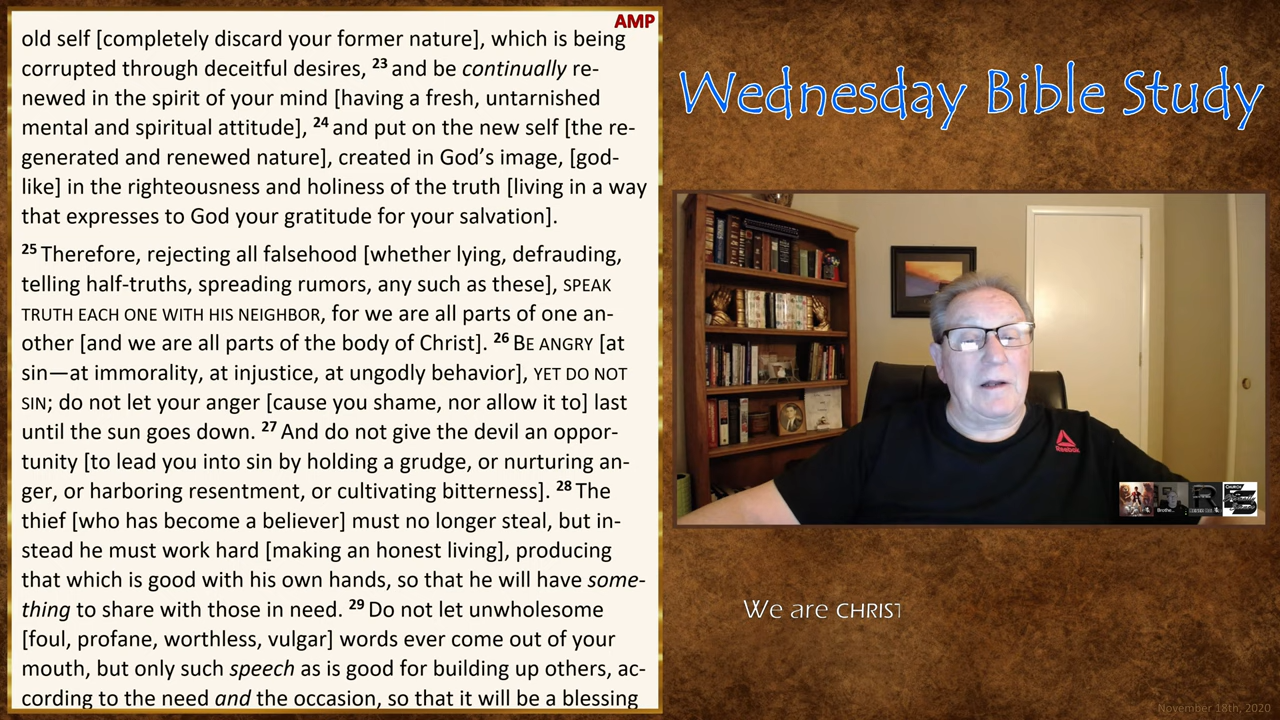 AMP
old self [completely discard your former nature], which is being
corrupted through deceitful desires, 23 and be continually re-
newed in the spirit of your mind [having a fresh, untarnished
mental and spiritual attitude], 24 and put on the new self [the re-
generated and renewed nature], created in God’s image, [god-
like] in the righteousness and holiness of the truth [living in a way
that expresses to God your gratitude for your salvation].
25 Therefore, rejecting all falsehood [whether lying, defrauding,
telling half-truths, spreading rumors, any such as these], SPEAK
TRUTH EACH ONE WITH HIS NEIGHBOR, for we are all parts of one an-
other [and we are all parts of the body of Christ]. 26 BE ANGRY [at
sin—at immorality, at injustice, at ungodly behavior], YET DO NOT
SIN; do not let your anger [cause you shame, nor allow it to] last
until the sun goes down. 27 And do not give the devil an oppor-
tunity [to lead you into sin by holding a grudge, or nurturing an-
ger, or harboring resentment, or cultivating bitterness]. 28 The
thief [who has become a believer] must no longer steal, but in-
stead he must work hard [making an honest living], producing
that which is good with his own hands, so that he will have some-
thing to share with those in need. 29 Do not let unwholesome
[foul, profane, worthless, vulgar] words ever come out of your
mouth, but only such speech as is good for building up others, ac-
cording to the need and the occasion, so that it will be a blessing
Wednesday Bible Study
Reebok
Brothe...
CHURCH
We are CHRIST
November 18th, 2020